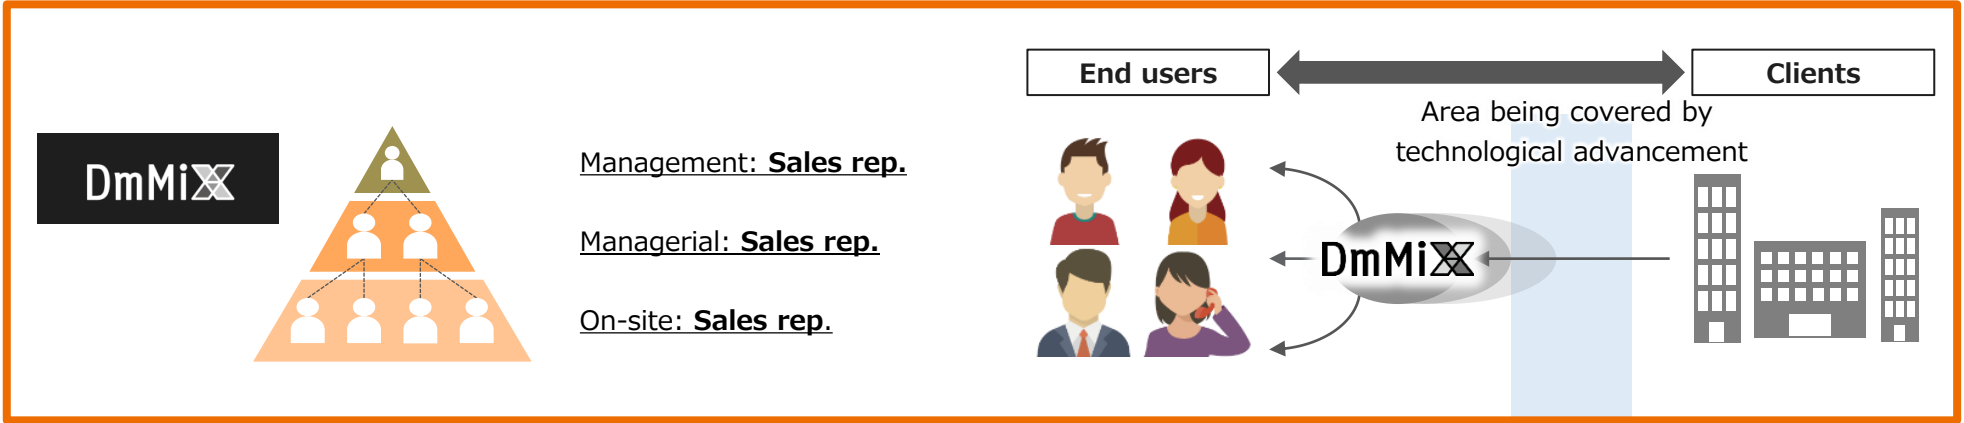 DmMiX
Management: Sales rep.
Managerial: Sales rep.
On-site: Sales rep.
End users
Clients
Area being covered by
technological advancement
DmMiX